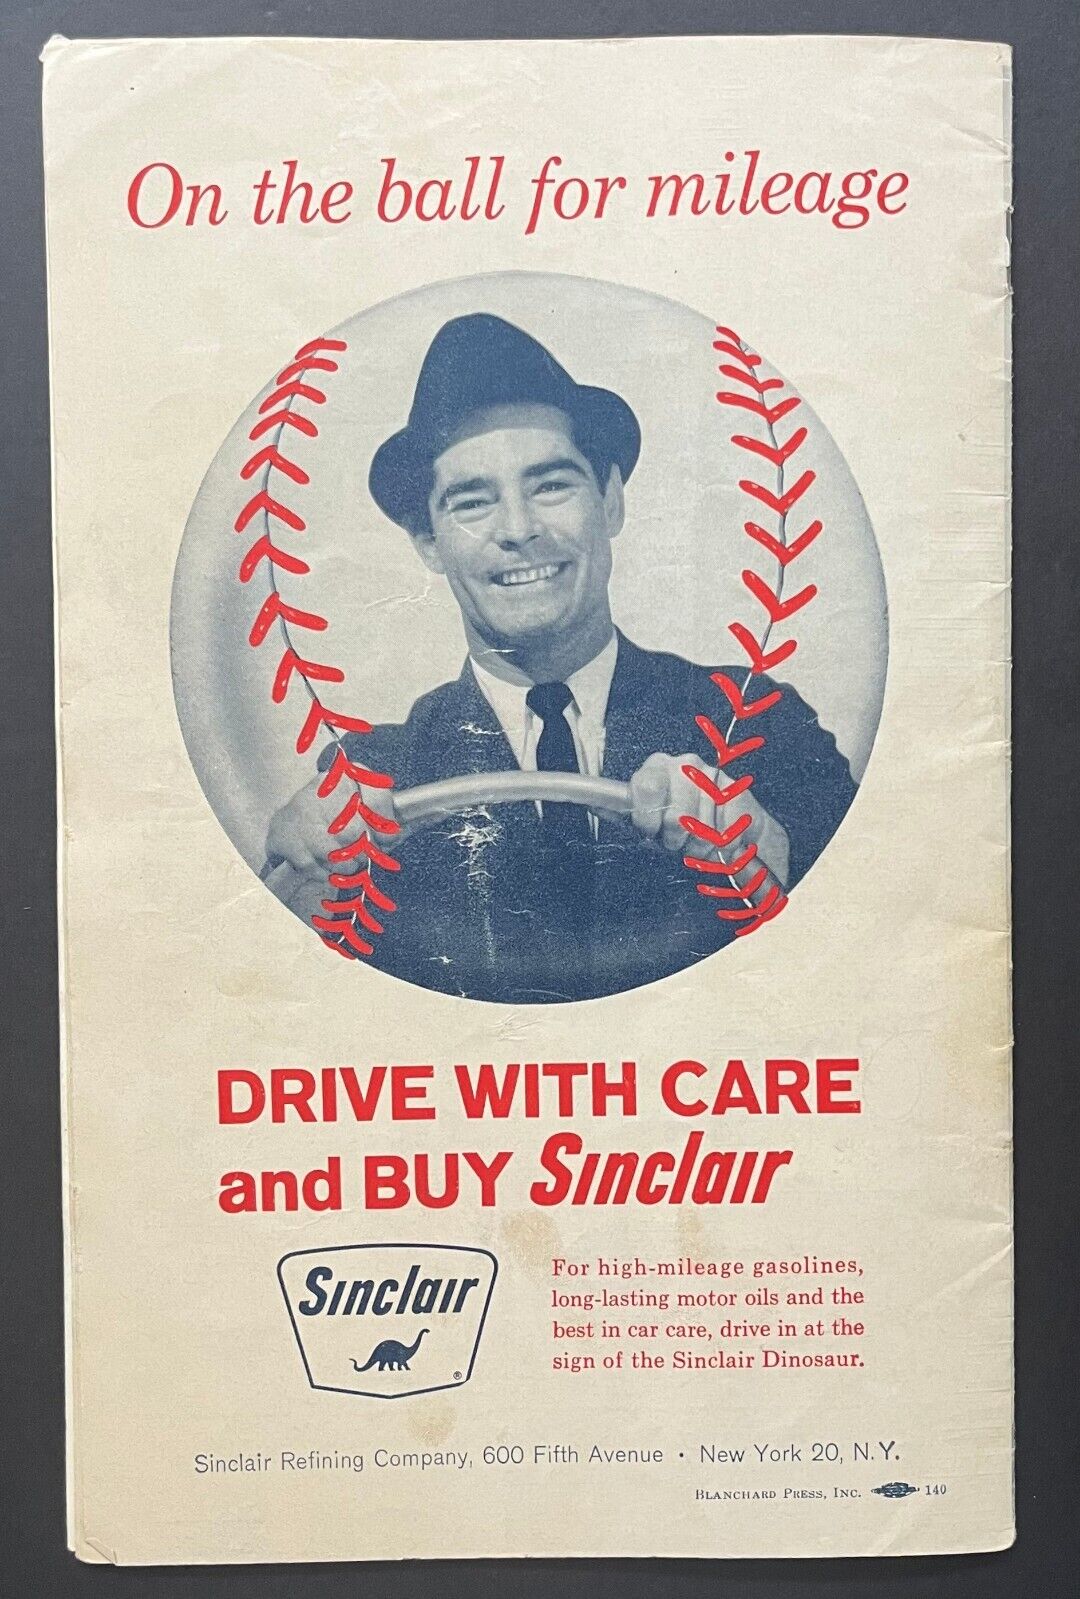 On the ball for mileage
DRIVE WITH CARE
and BUY Sinclair
Sinclair
®
For high-mileage gasolines,
long-lasting motor oils and the
best in car care, drive in at the
sign of the Sinclair Dinosaur.
Sinclair Refining Company, 600 Fifth Avenue • New York 20, N.Y.
BLANCHARD PRESS, INC. 140